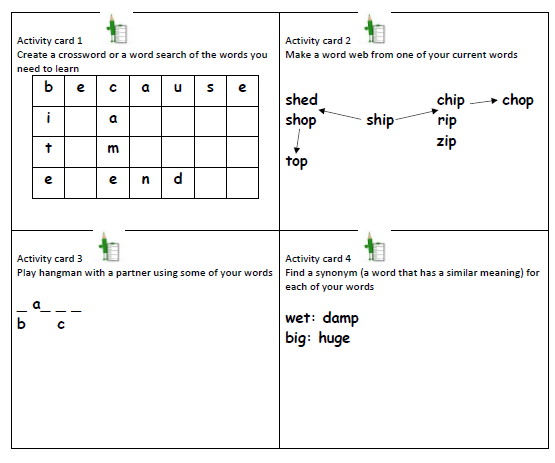 Activity card 1
Create a crossword or a word search of the words you
need to learn
b e c a u s e
i a
t m
e e n d
Activity card 2
Make a word web from one of your current words
shed chip chop
shop ship rip
zip
top
Activity card 3
Play hangman with a partner using some of your words
_ a _ _ _
b c
Activity card 4
Find a synonym (a word that has a similar meaning) for
each of your words
wet: damp
big: huge